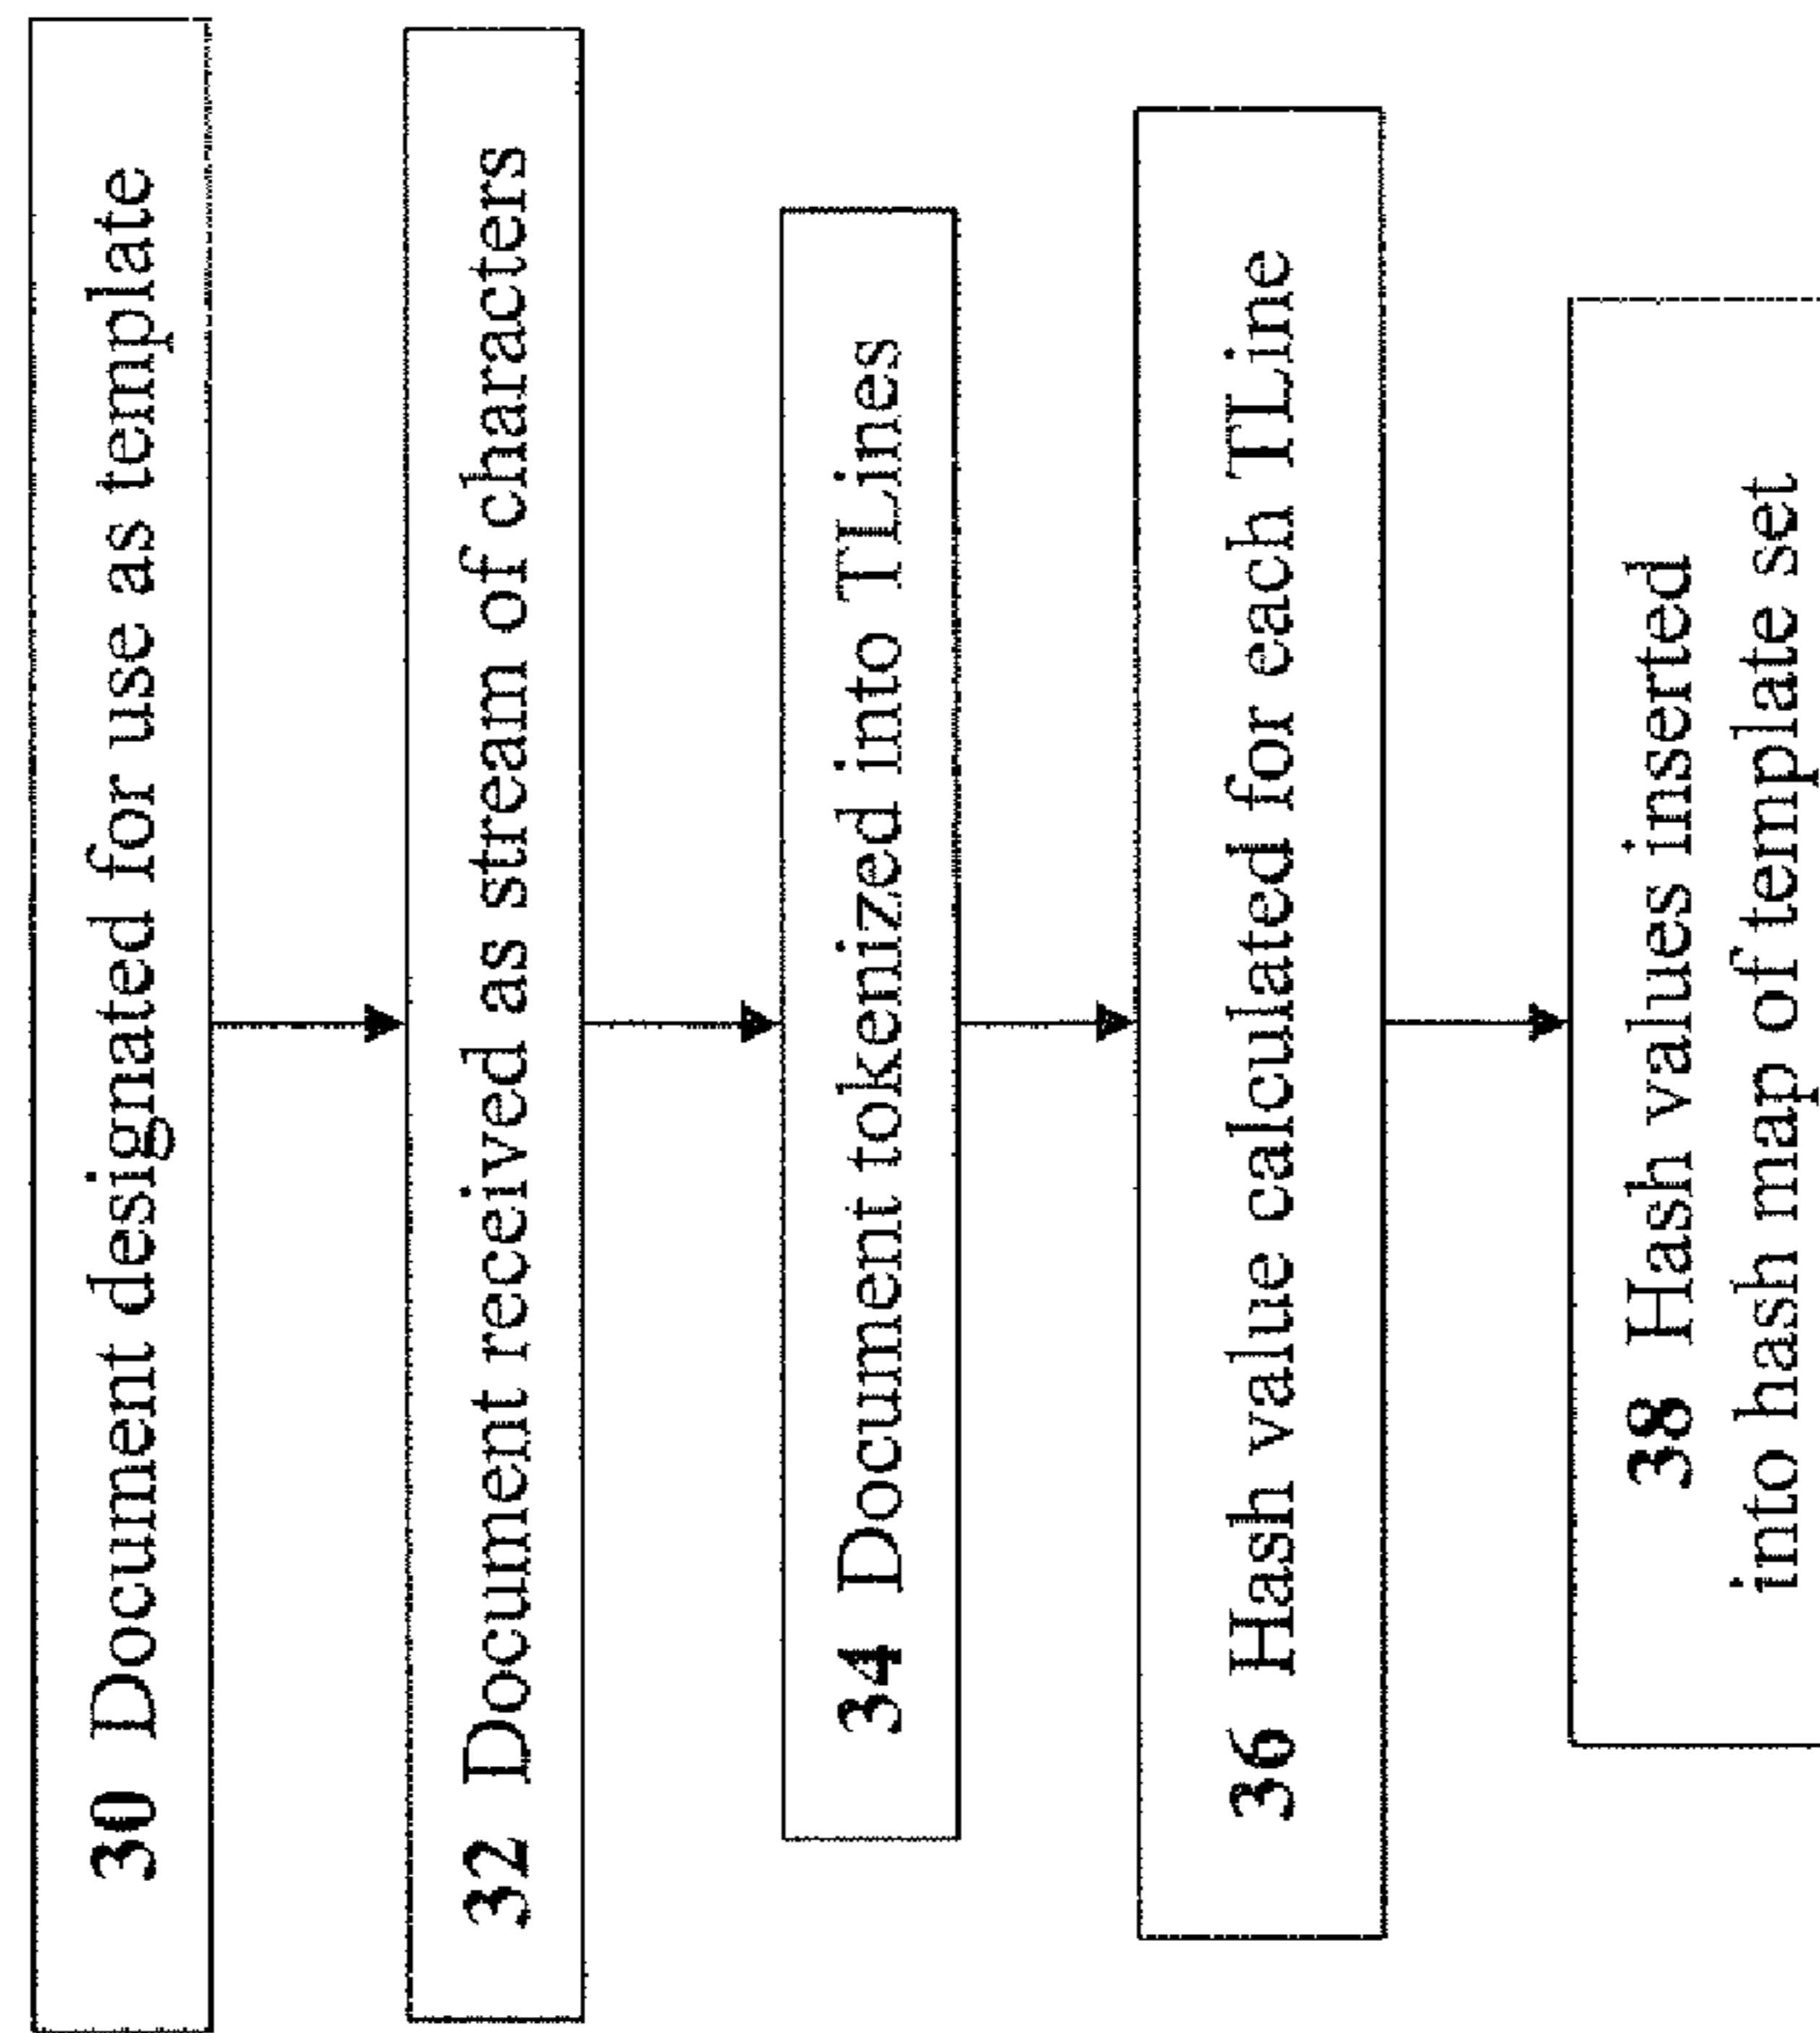 30 Document designated for use as template
32 Document received as stream of characters
34 Document tokenized into TLines
36 Hash value calculated for each TLine
38 Hash values inserted
into hash map of template set